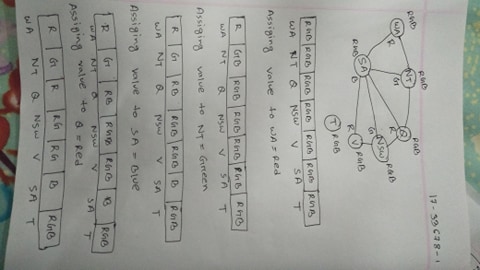 17-33678-1
RGB RGB RGB
WA NT Q
R G R RGB
NSW
G
SA R V RGB
RGB B
T RGB
RGB RGB RGB RGB RGB RGB RGB
WA NT Q NSW V SA T
Assiging value to WA = Red
R GB RGB RGB RGB RGB RGB
WA NT Q NSW V SA T
Assiging value to NT = Green
R G RB RGB RGB B RGB
WA NT Q NSW V SA T
Assiging value to SA = Blue
R G RB RGB RGB B RGB
WA NT Q NSW V SA T
Assiging value to Q = Red
R G R RG RG B RGB
WA NT Q NSW V SA T